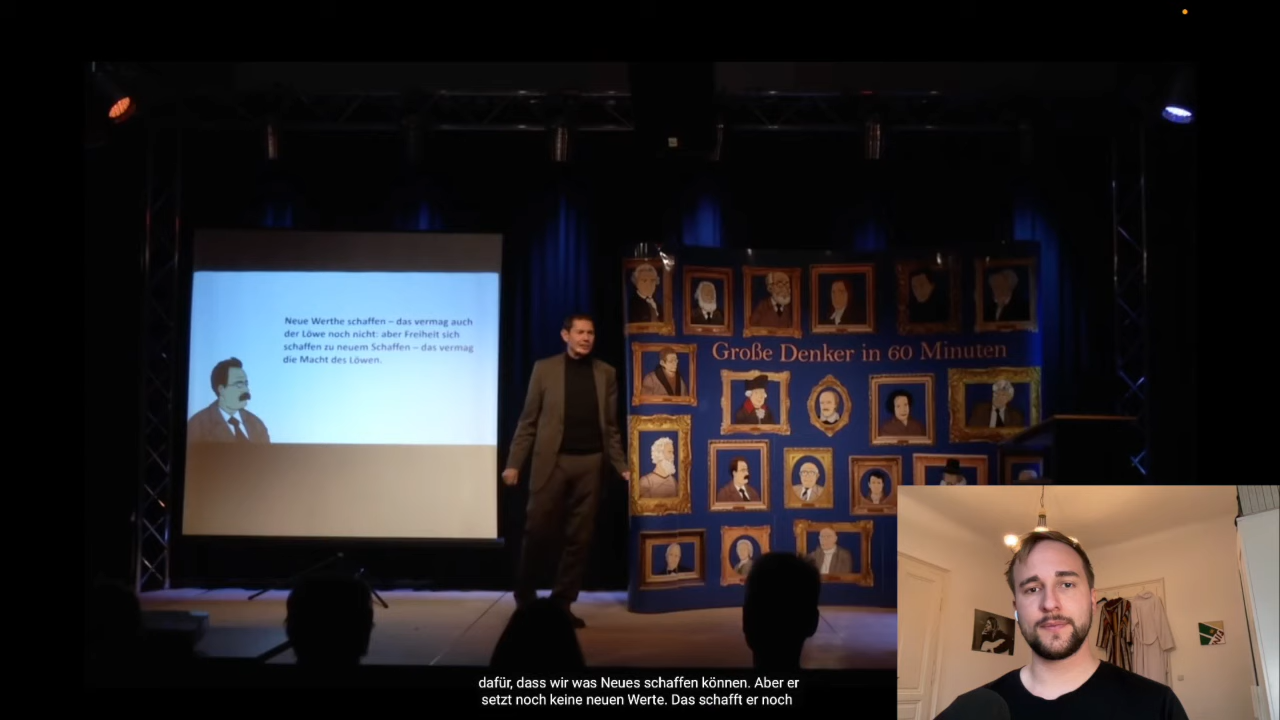 Neue Werthe schaffen – das vermag auch
der Löwe noch nicht: aber Freiheit sich
schaffen zu neuem Schaffen – das vermag
die Macht des Löwen.
Große Denker in 60 Minuten
dafür, dass wir was Neues schaffen können. Aber er
setzt noch keine neuen Werte. Das schafft er noch